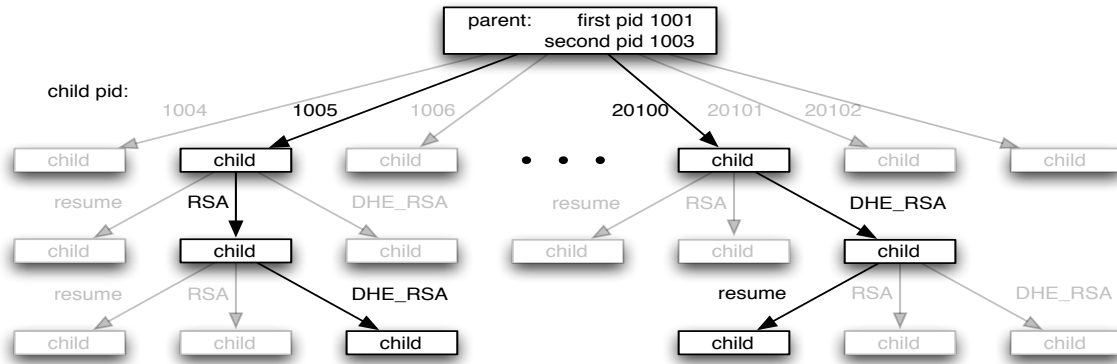 parent: first pid 1001
second pid 1003
child pid:
1004 1005 1006 20100 20101 20102
child child child • • • child child child
resume RSA DHE_RSA resume RSA DHE_RSA
child child child child child child
resume RSA DHE_RSA resume RSA DHE_RSA
child child child child child child